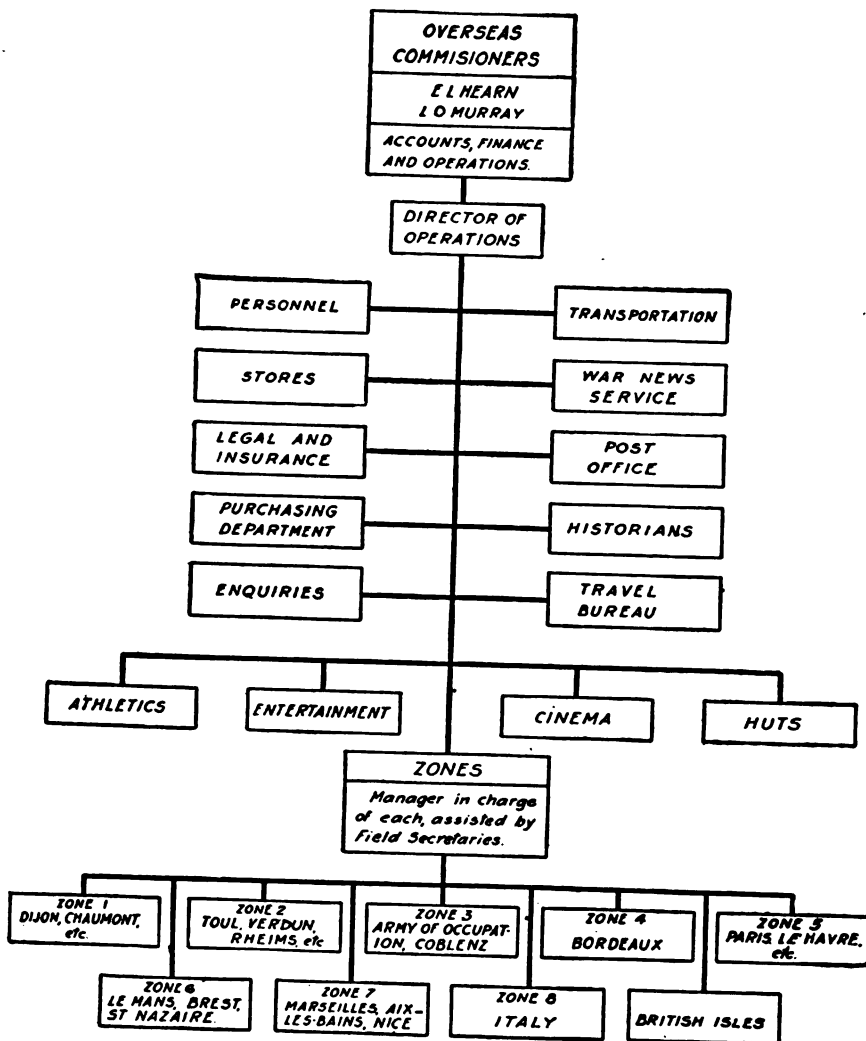 OVERSEAS
COMMISIONERS
E L HEARN
L O MURRAY
ACCOUNTS, FINANCE
AND OPERATIONS.
DIRECTOR OF
OPERATIONS
PERSONNEL
TRANSPORTATION
STORES
WAR NEWS
SERVICE
LEGAL AND
INSURANCE
POST
OFFICE
PURCHASING
DEPARTMENT
HISTORIANS
ENQUIRIES
TRAVEL
BUREAU
ATHLETICS
ENTERTAINMENT
CINEMA
HUTS
ZONES
Manager in charge
of each, assisted by
Field Secretaries.
ZONE 1
DIJON, CHAUMONT,
etc.
ZONE 2
TOUL, VERDUN,
RHEIMS, etc
ZONE 3
ARMY OF OCCUPAT-
ION, COBLENZ
ZONE 4
BORDEAUX
ZONE 5
PARIS, LE HAVRE,
etc.
ZONE 6
LE MANS, BREST,
ST NAZAIRE.
ZONE 7
MARSEILLES, AIX-
LES-BAINS, NICE
ZONE 8
ITALY
BRITISH ISLES